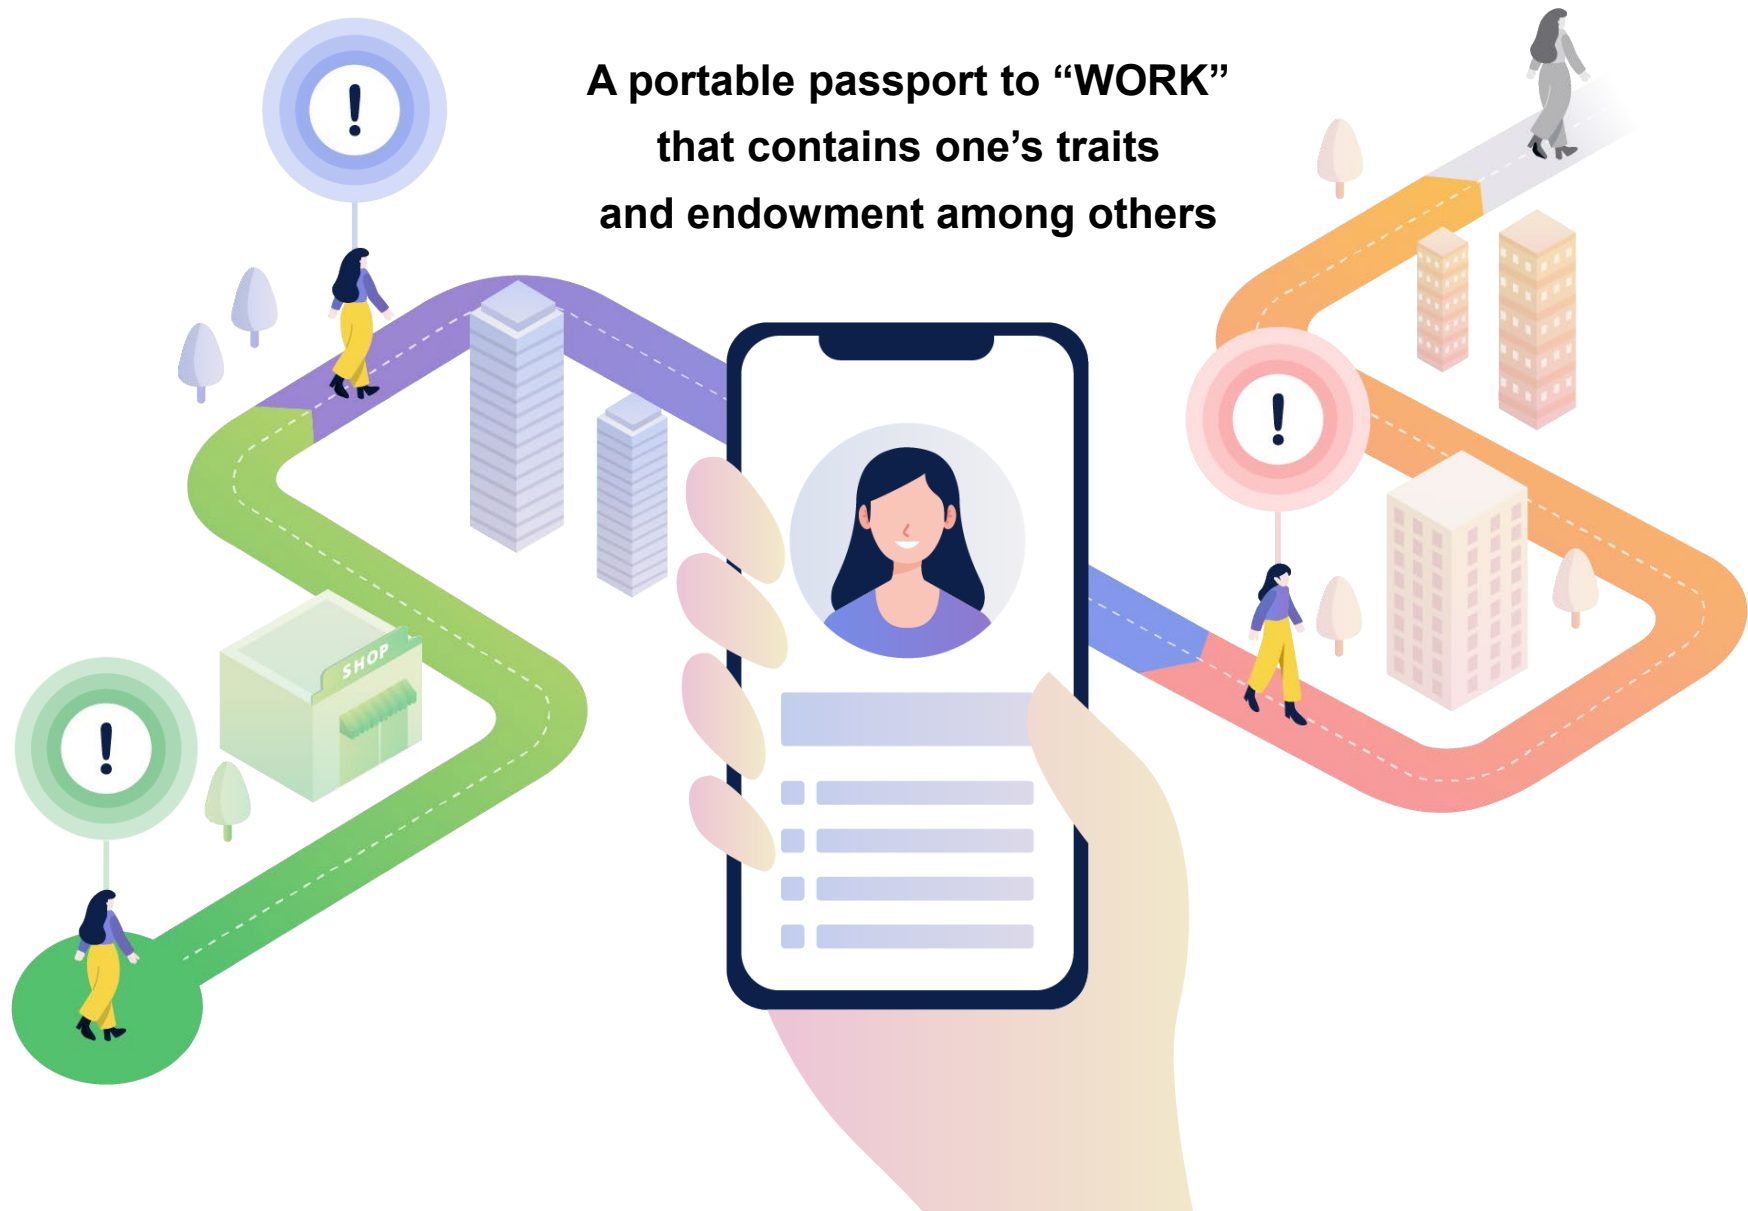 A portable passport to “WORK”
that contains one’s traits
and endowment among others
!
!
SHOP
!